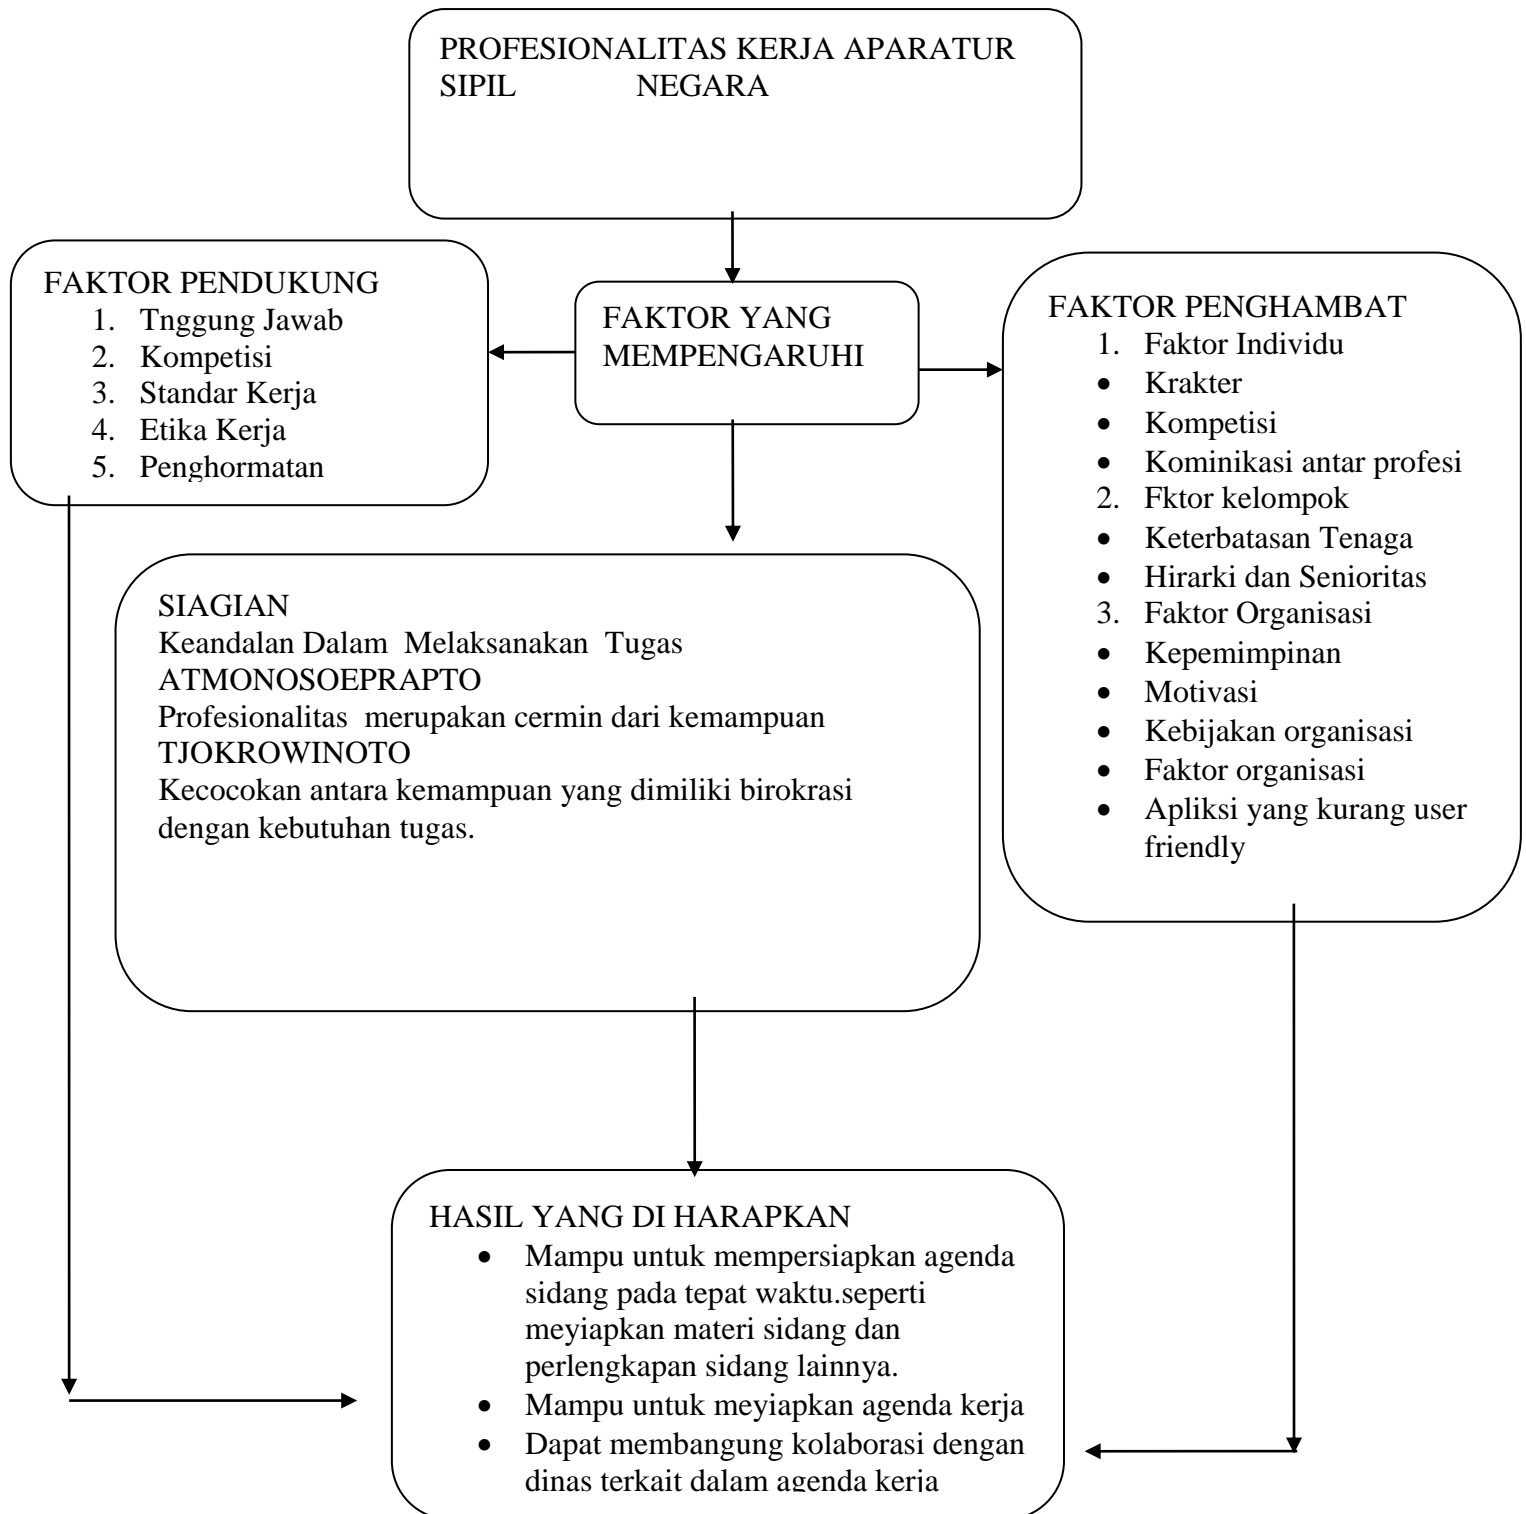 PROFESIONALITAS KERJA APARATUR
SIPIL NEGARA
FAKTOR PENDUKUNG
1. Tnggung Jawab
2. Kompetisi
3. Standar Kerja
4. Etika Kerja
5. Penghormatan
FAKTOR YANG
MEMPENGARUHI
FAKTOR PENGHAMBAT
1. Faktor Individu
• Krakter
• Kompetisi
• Kominikasi antar profesi
2. Fktor kelompok
• Keterbatasan Tenaga
• Hirarki dan Senioritas
3. Faktor Organisasi
• Kepemimpinan
• Motivasi
• Kebijakan organisasi
• Faktor organisasi
• Apliksi yang kurang user
friendly
SIAGIAN
Keandalan Dalam Melaksanakan Tugas
ATMONOSOEPRAPTO
Profesionalitas merupakan cermin dari kemampuan
TJOKROWINOTO
Kecocokan antara kemampuan yang dimiliki birokrasi
dengan kebutuhan tugas.
HASIL YANG DI HARAPKAN
• Mampu untuk mempersiapkan agenda
sidang pada tepat waktu.seperti
meyiapkan materi sidang dan
perlengkapan sidang lainnya.
• Mampu untuk meyiapkan agenda kerja
• Dapat membangung kolaborasi dengan
dinas terkait dalam agenda kerja